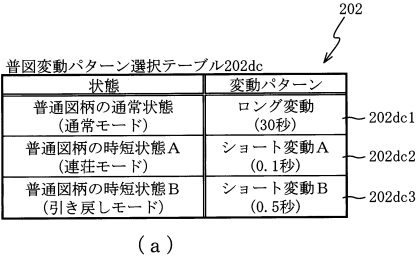 202
普図変動パターン選択テーブル202dc
状態 変動パターン
普通図柄の通常状態 ロング変動
(通常モード) (30秒)
202dc1
普通図柄の時短状態A ショート変動A
(連荘モード) (0.1秒)
202dc2
普通図柄の時短状態B ショート変動B
(引き戻しモード) (0.5秒)
202dc3
(a)